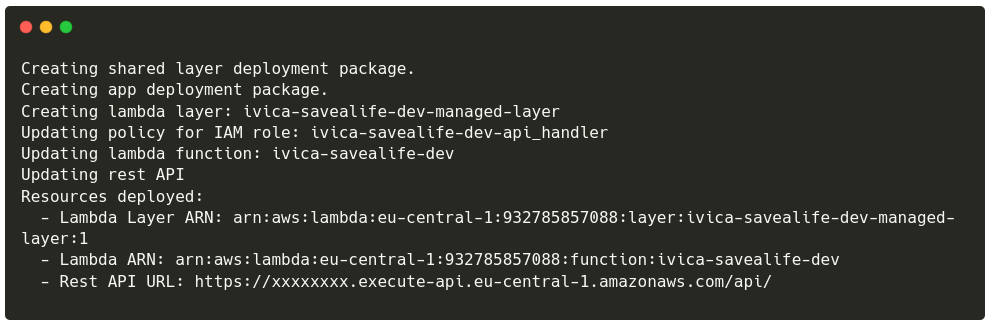 Creating shared layer deployment package.
Creating app deployment package.
Creating lambda layer: ivica-savealife-dev-managed-layer
Updating policy for IAM role: ivica-savealife-dev-api_handler
Updating lambda function: ivica-savealife-dev
Updating rest API
Resources deployed:
  - Lambda Layer ARN: arn:aws:lambda:eu-central-1:932785857088:layer:ivica-savealife-dev-managed-
layer:1
  - Lambda ARN: arn:aws:lambda:eu-central-1:932785857088:function:ivica-savealife-dev
  - Rest API URL: https://xxxxxxxx.execute-api.eu-central-1.amazonaws.com/api/